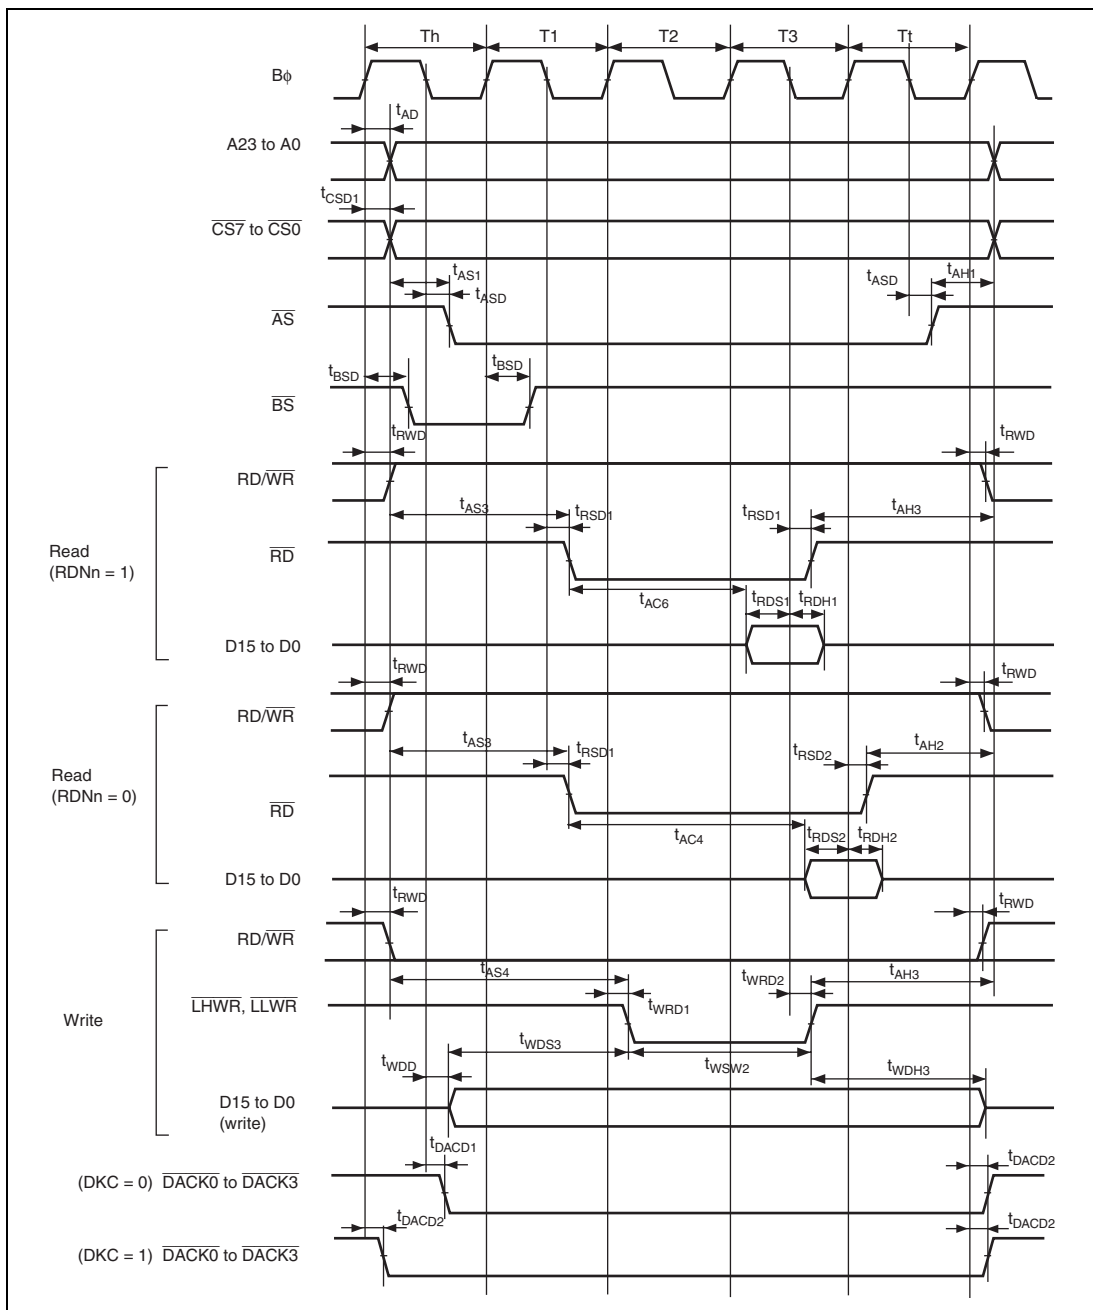 Th T1 T2 T3 Tt
Bϕ
tAD
A23 to A0
tCSD1
CS7 to CS0
tAS1 tASD tASD tAH1
AS
tBSD tBSD
BS
tRWD tRWD
RD/WR
tAS3 tRSD1 tRSD1 tAH3
Read
(RDNn = 1)
RD
tAC6 tRDS1 tRDH1
D15 to D0
tRWD tRWD
RD/WR
tAS3 tRSD1 tRSD2 tAH2
Read
(RDNn = 0)
RD
tAC4 tRDS2 tRDH2
D15 to D0
tRWD tRWD
RD/WR
tAS4 tWRD2 tAH3
LHWR, LLWR
tWRD1
Write
tWDS3
tWDD tWSW2 tWDH3
D15 to D0
(write)
tDACD1 tDACD2
(DKC = 0) DACK0 to DACK3
tDACD2 tDACD2
(DKC = 1) DACK0 to DACK3